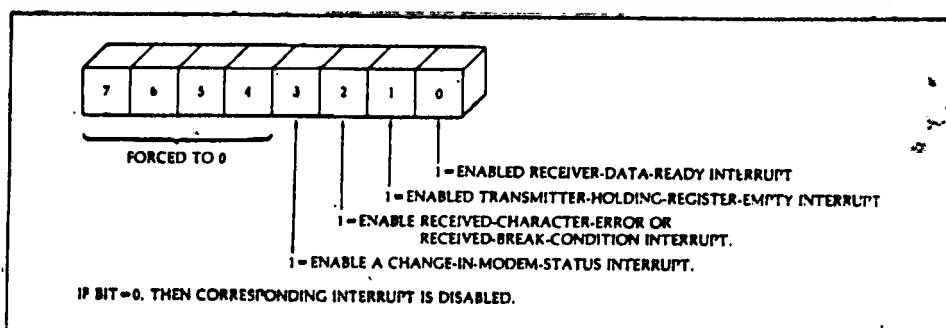 7 6 5 4 3 2 1 0
FORCED TO 0
1 = ENABLED RECEIVER-DATA-READY INTERRUPT
1 = ENABLED TRANSMITTER-HOLDING-REGISTER-EMPTY INTERRUPT
1 = ENABLE RECEIVED-CHARACTER-ERROR OR
RECEIVED-BREAK-CONDITION INTERRUPT.
1 = ENABLE A CHANGE-IN-MODEM-STATUS INTERRUPT.
IF BIT = 0, THEN CORRESPONDING INTERRUPT IS DISABLED.